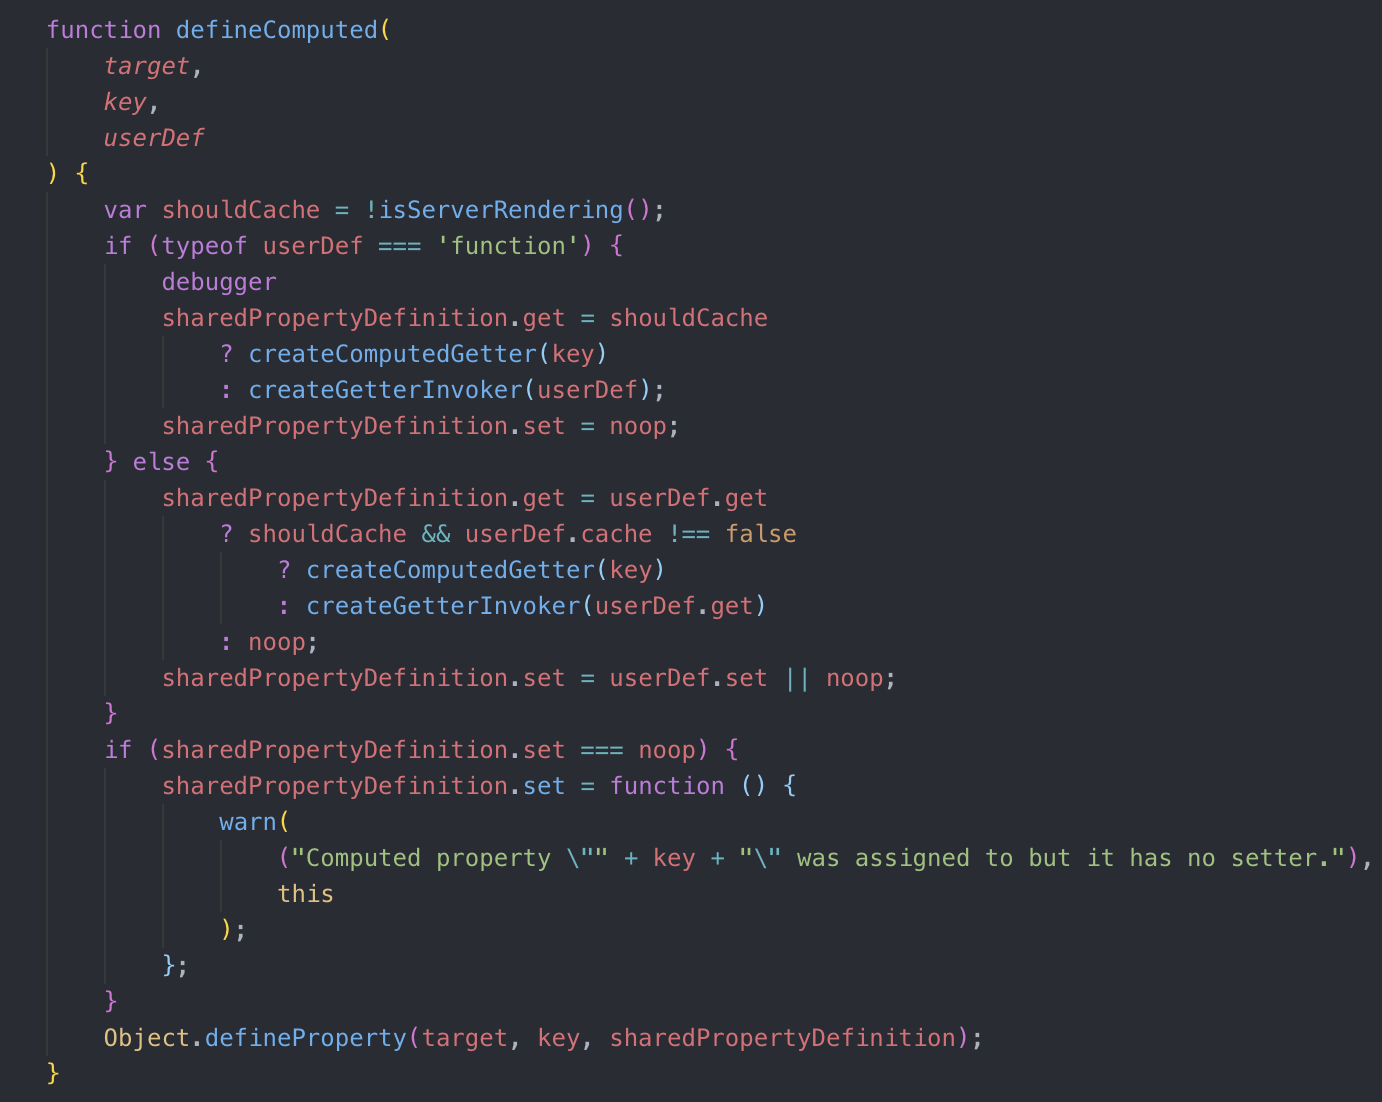 function defineComputed(
    target,
    key,
    userDef
) {
    var shouldCache = !isServerRendering();
    if (typeof userDef === 'function') {
        debugger
        sharedPropertyDefinition.get = shouldCache
            ? createComputedGetter(key)
            : createGetterInvoker(userDef);
        sharedPropertyDefinition.set = noop;
    } else {
        sharedPropertyDefinition.get = userDef.get
            ? shouldCache && userDef.cache !== false
                ? createComputedGetter(key)
                : createGetterInvoker(userDef.get)
            : noop;
        sharedPropertyDefinition.set = userDef.set || noop;
    }
    if (sharedPropertyDefinition.set === noop) {
        sharedPropertyDefinition.set = function () {
            warn(
                ("Computed property \"" + key + "\" was assigned to but it has no setter."),
                this
            );
        };
    }
    Object.defineProperty(target, key, sharedPropertyDefinition);
}